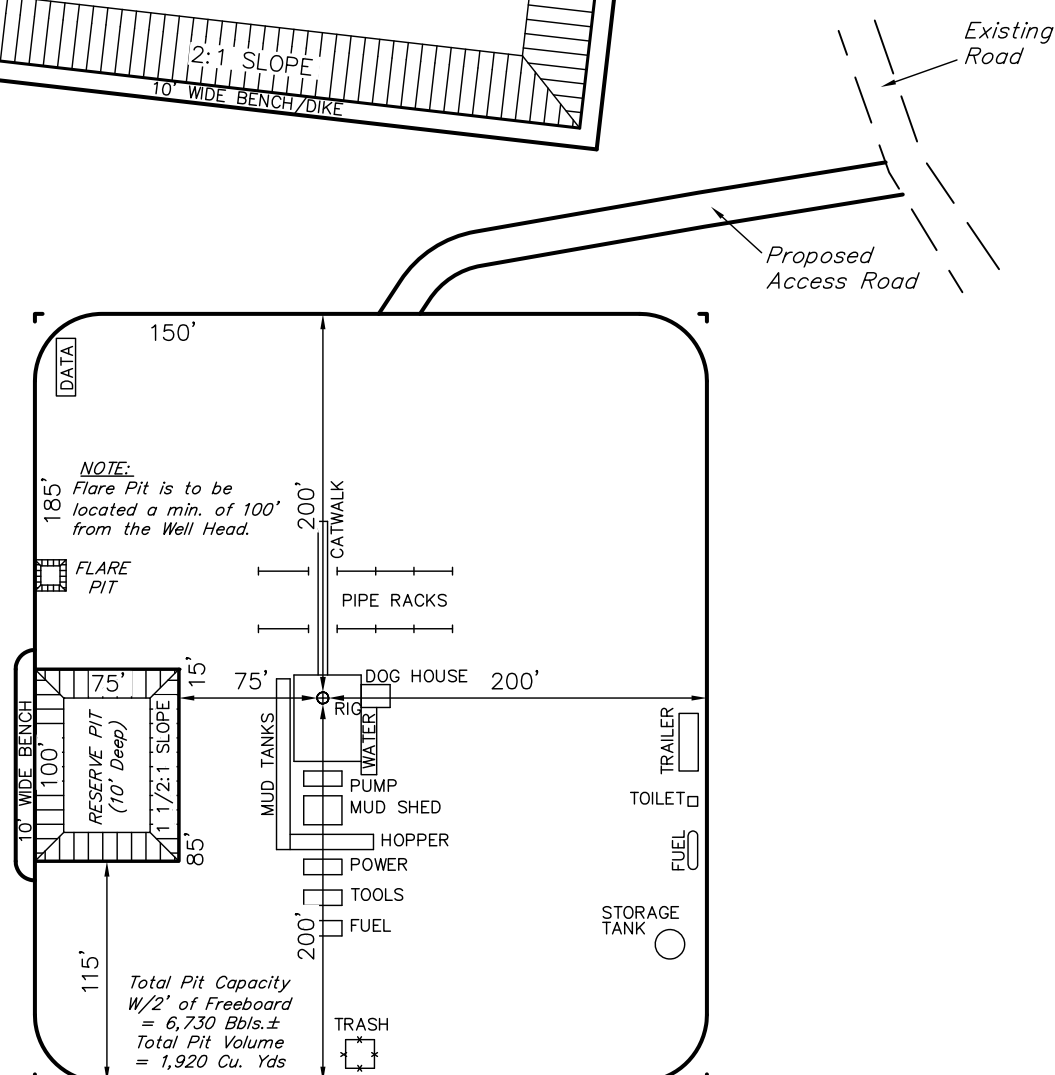 2:1 SLOPE
10' WIDE BENCH/DIKE
Existing
Road
Proposed
Access Road
150'
DATA
NOTE:
Flare Pit is to be
located a min. of 100'
from the Well Head.
185'
200'
CATWALK
FLARE
PIT
PIPE RACKS
15'
75'
75'
DOG HOUSE
200'
RIG
10' WIDE BENCH
100'
RESERVE PIT
(10' Deep)
1 1/2:1 SLOPE
MUD TANKS
WATER
TRAILER
PUMP
MUD SHED
TOILET
HOPPER
85'
FUEL
POWER
TOOLS
FUEL
200'
STORAGE
TANK
115'
Total Pit Capacity
W/2' of Freeboard
= 6,730 Bbls.±
Total Pit Volume
= 1,920 Cu. Yds
TRASH